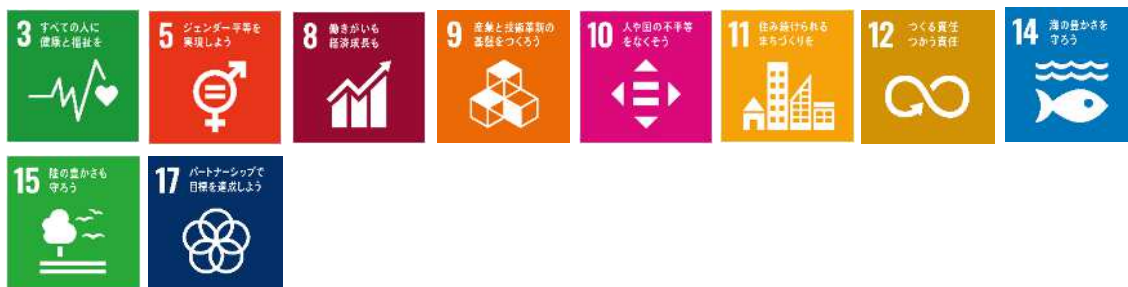 3 すべての人に
健康と福祉を
5 ジェンダー平等を
実現しよう
8 働きがいも
経済成長も
9 産業と技術革新の
基盤をつくろう
10 人や国の不平等
をなくそう
11 住み続けられる
まちづくりを
12 つくる責任
つかう責任
14 海の豊かさを
守ろう
15 陸の豊かさも
守ろう
17 パートナーシップで
目標を達成しよう